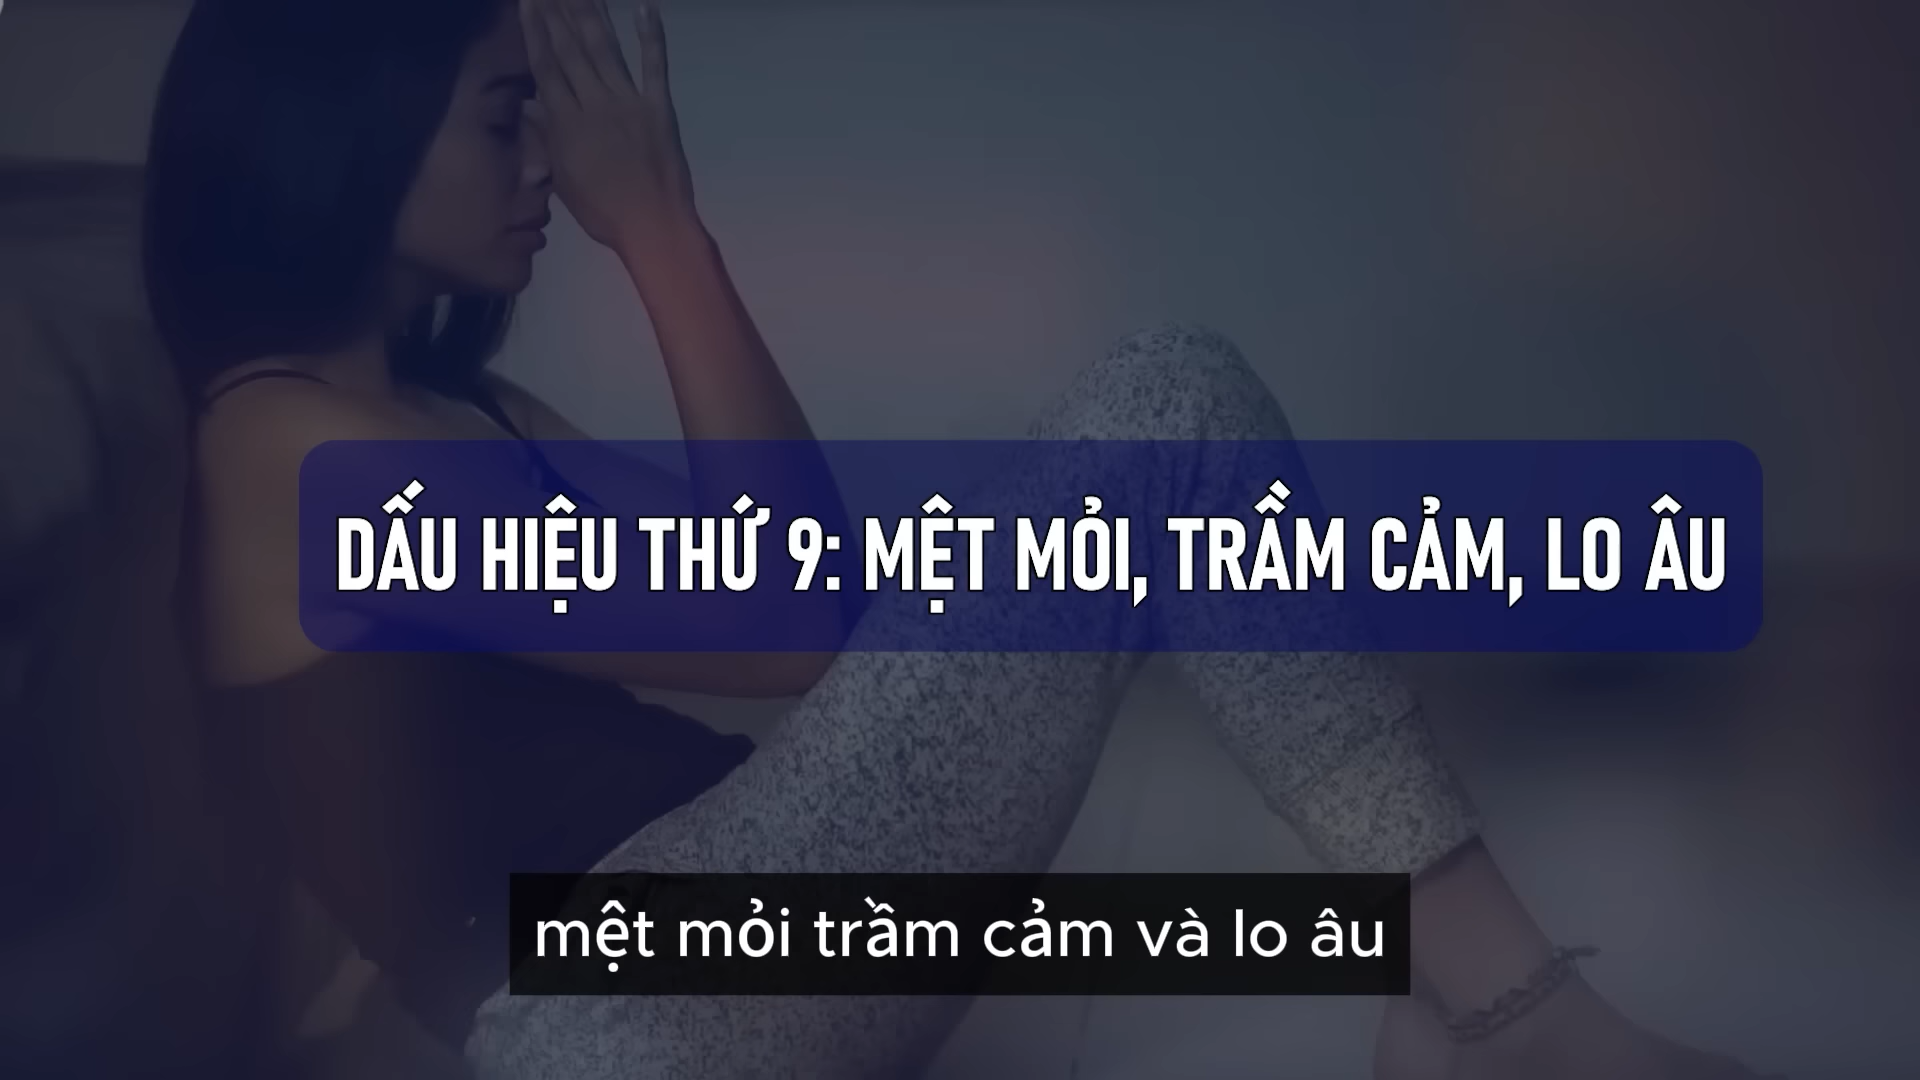 DẤU HIỆU THỨ 9: MỆT MỎI, TRẦM CẢM, LO ÂU
mệt mỏi trầm cảm và lo âu